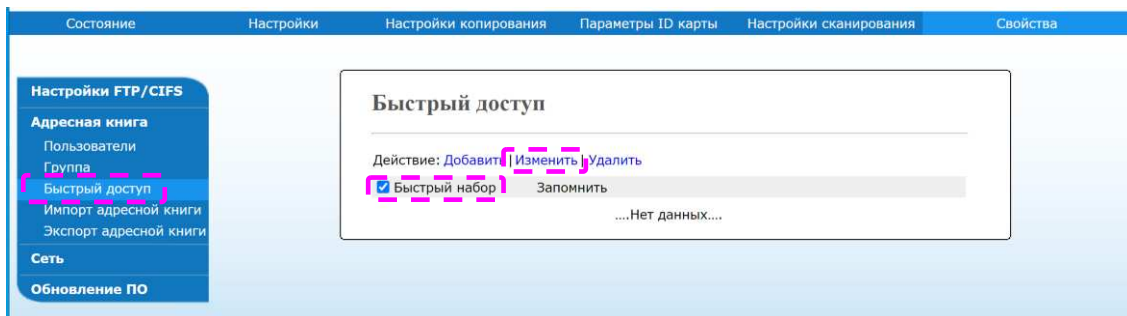 Состояние Настройки Настройки копирования Параметры ID карты Настройки сканирования Свойства
Настройки FTP/CIFS
Адресная книга
Пользователи
Группа
Быстрый доступ
Импорт адресной книги
Экспорт адресной книги
Сеть
Обновление ПО
Быстрый доступ
Действие: Добавить | Изменить | Удалить
Быстрый набор Запомнить
....Нет данных....